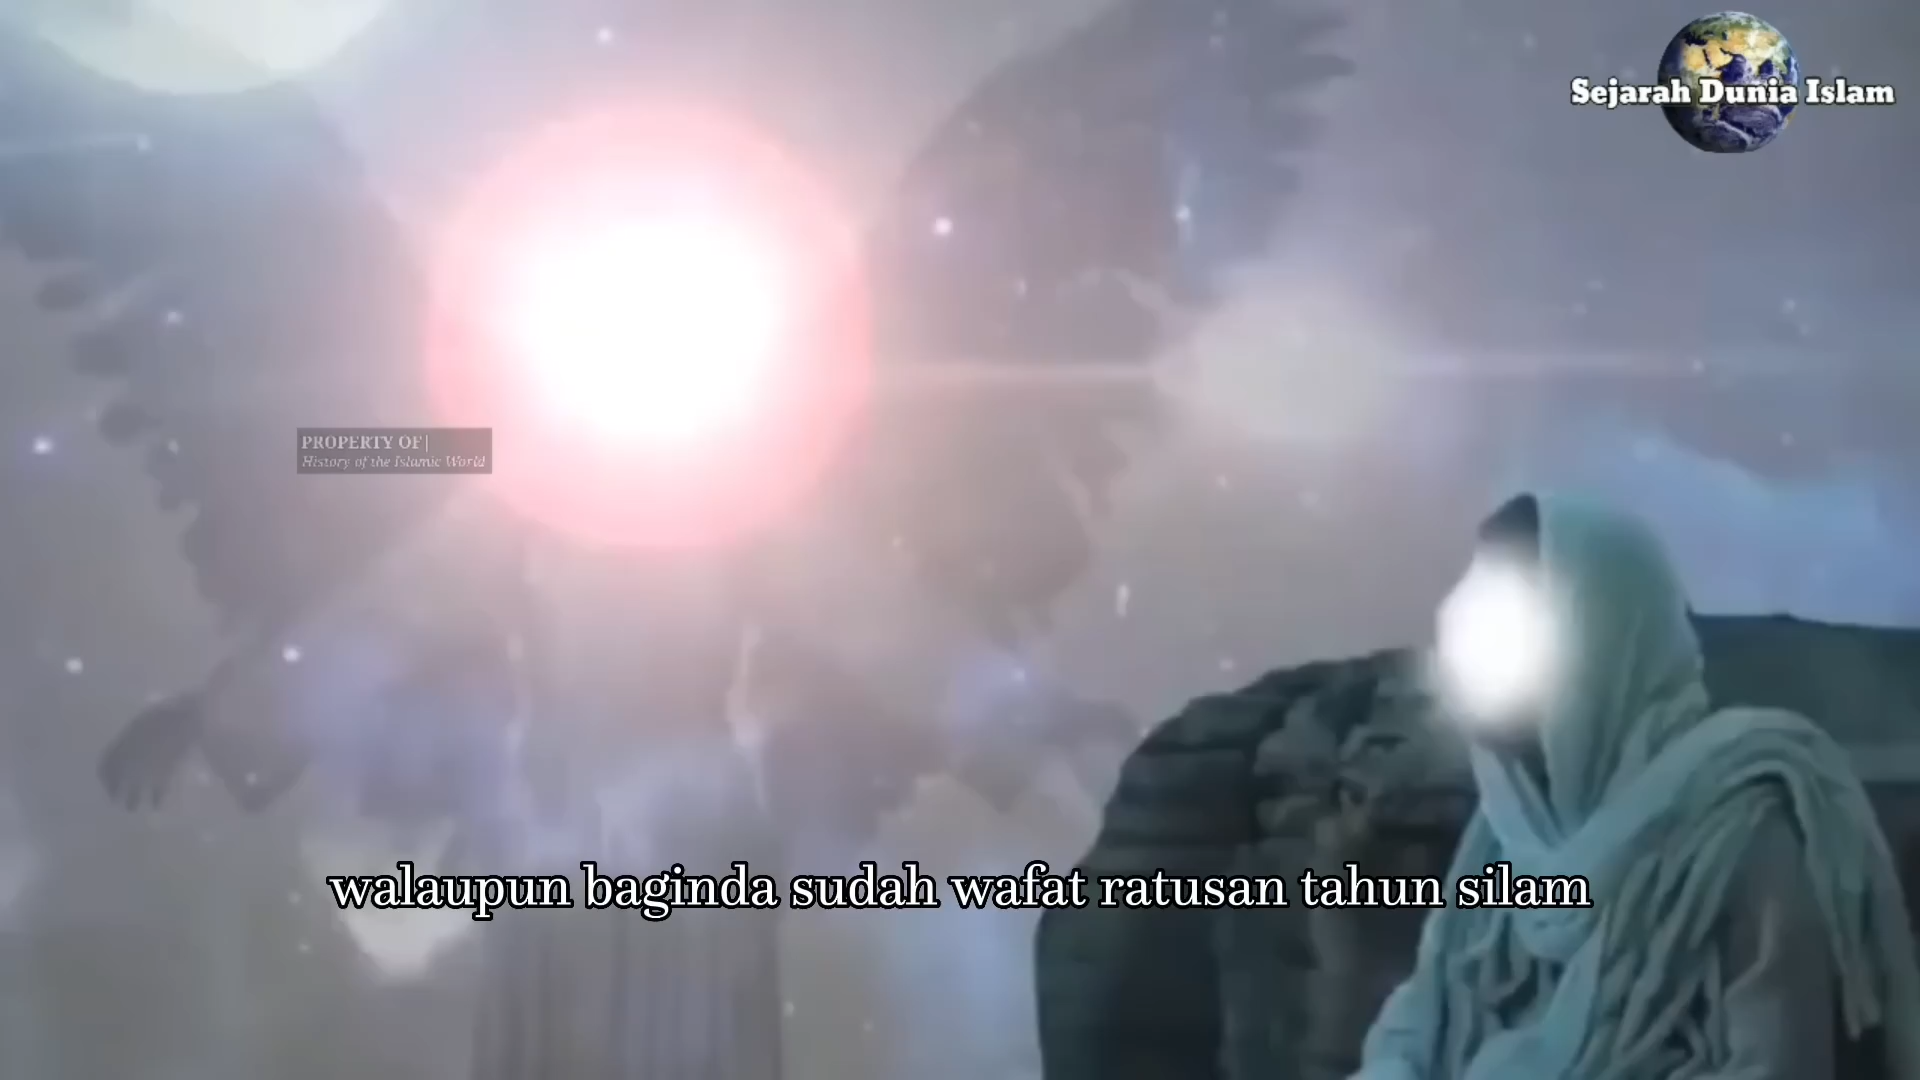 Sejarah Dunia Islam
PROPERTY OF|
History of the Islamic World
walaupun baginda sudah wafat ratusan tahun silam